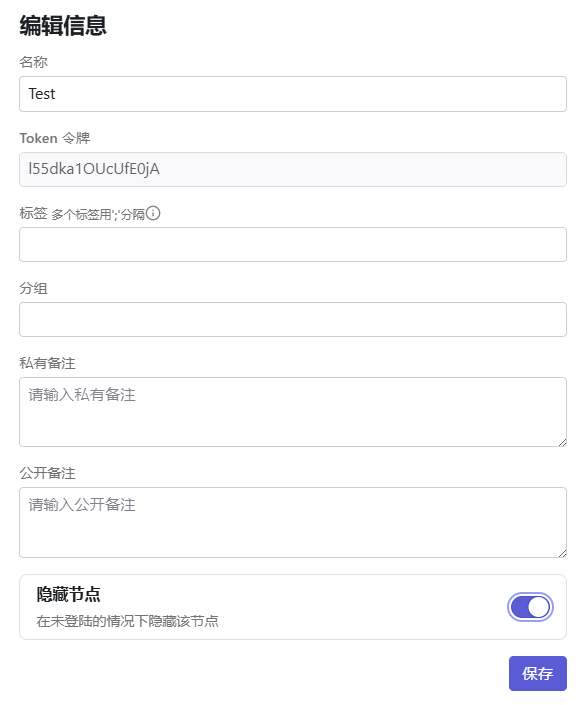 编辑信息
名称
Test
Token 令牌
l55dka1OUcUfE0jA
标签 多个标签用';'分隔
分组
私有备注
请输入私有备注
公开备注
请输入公开备注
隐藏节点
在未登陆的情况下隐藏该节点
保存